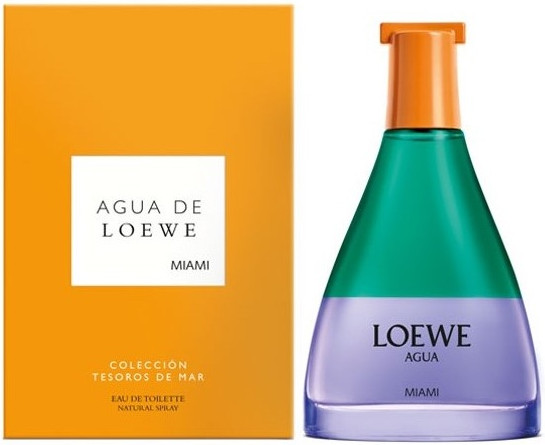 AGUA DE
LOEWE
MIAMI
COLECCIÓN
TESOROS DE MAR
EAU DE TOILETTE
NATURAL SPRAY
LOEWE
AGUA
MIAMI